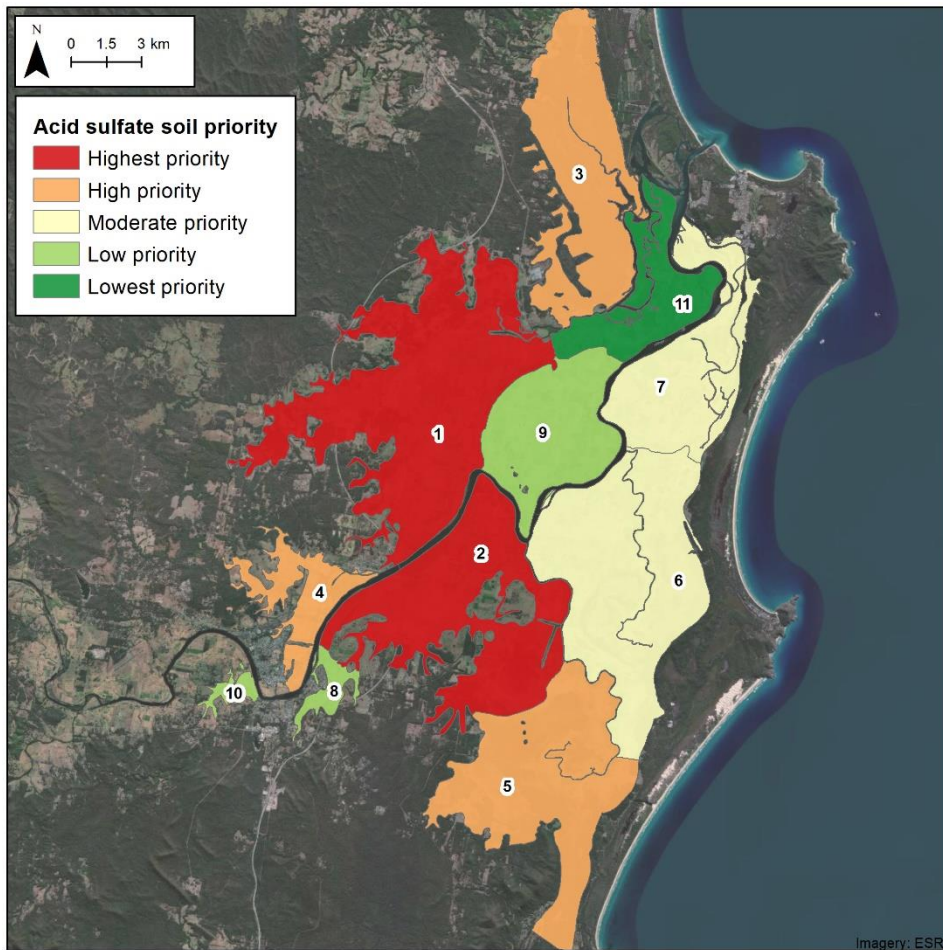 N
0 1.5 3 km
Acid sulfate soil priority
Highest priority
High priority
Moderate priority
Low priority
Lowest priority
3
11
7
1
9
2
6
4
10
8
5
Imagery: ESR